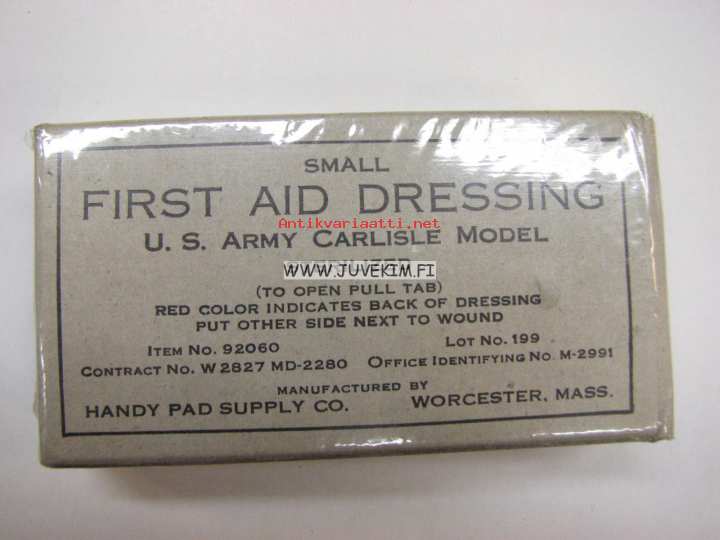 SMALL
FIRST AID DRESSING
Antikvariaatti.net
U. S. ARMY CARLISLE MODEL
WWW.JUVEKIM.FI
(TO OPEN PULL TAB)
RED COLOR INDICATES BACK OF DRESSING
PUT OTHER SIDE NEXT TO WOUND
ITEM NO. 92060 LOT NO. 199
CONTRACT NO. W 2827 MD-2280 OFFICE IDENTIFYING NO. M-2991
MANUFACTURED BY
HANDY PAD SUPPLY CO. WORCESTER, MASS.